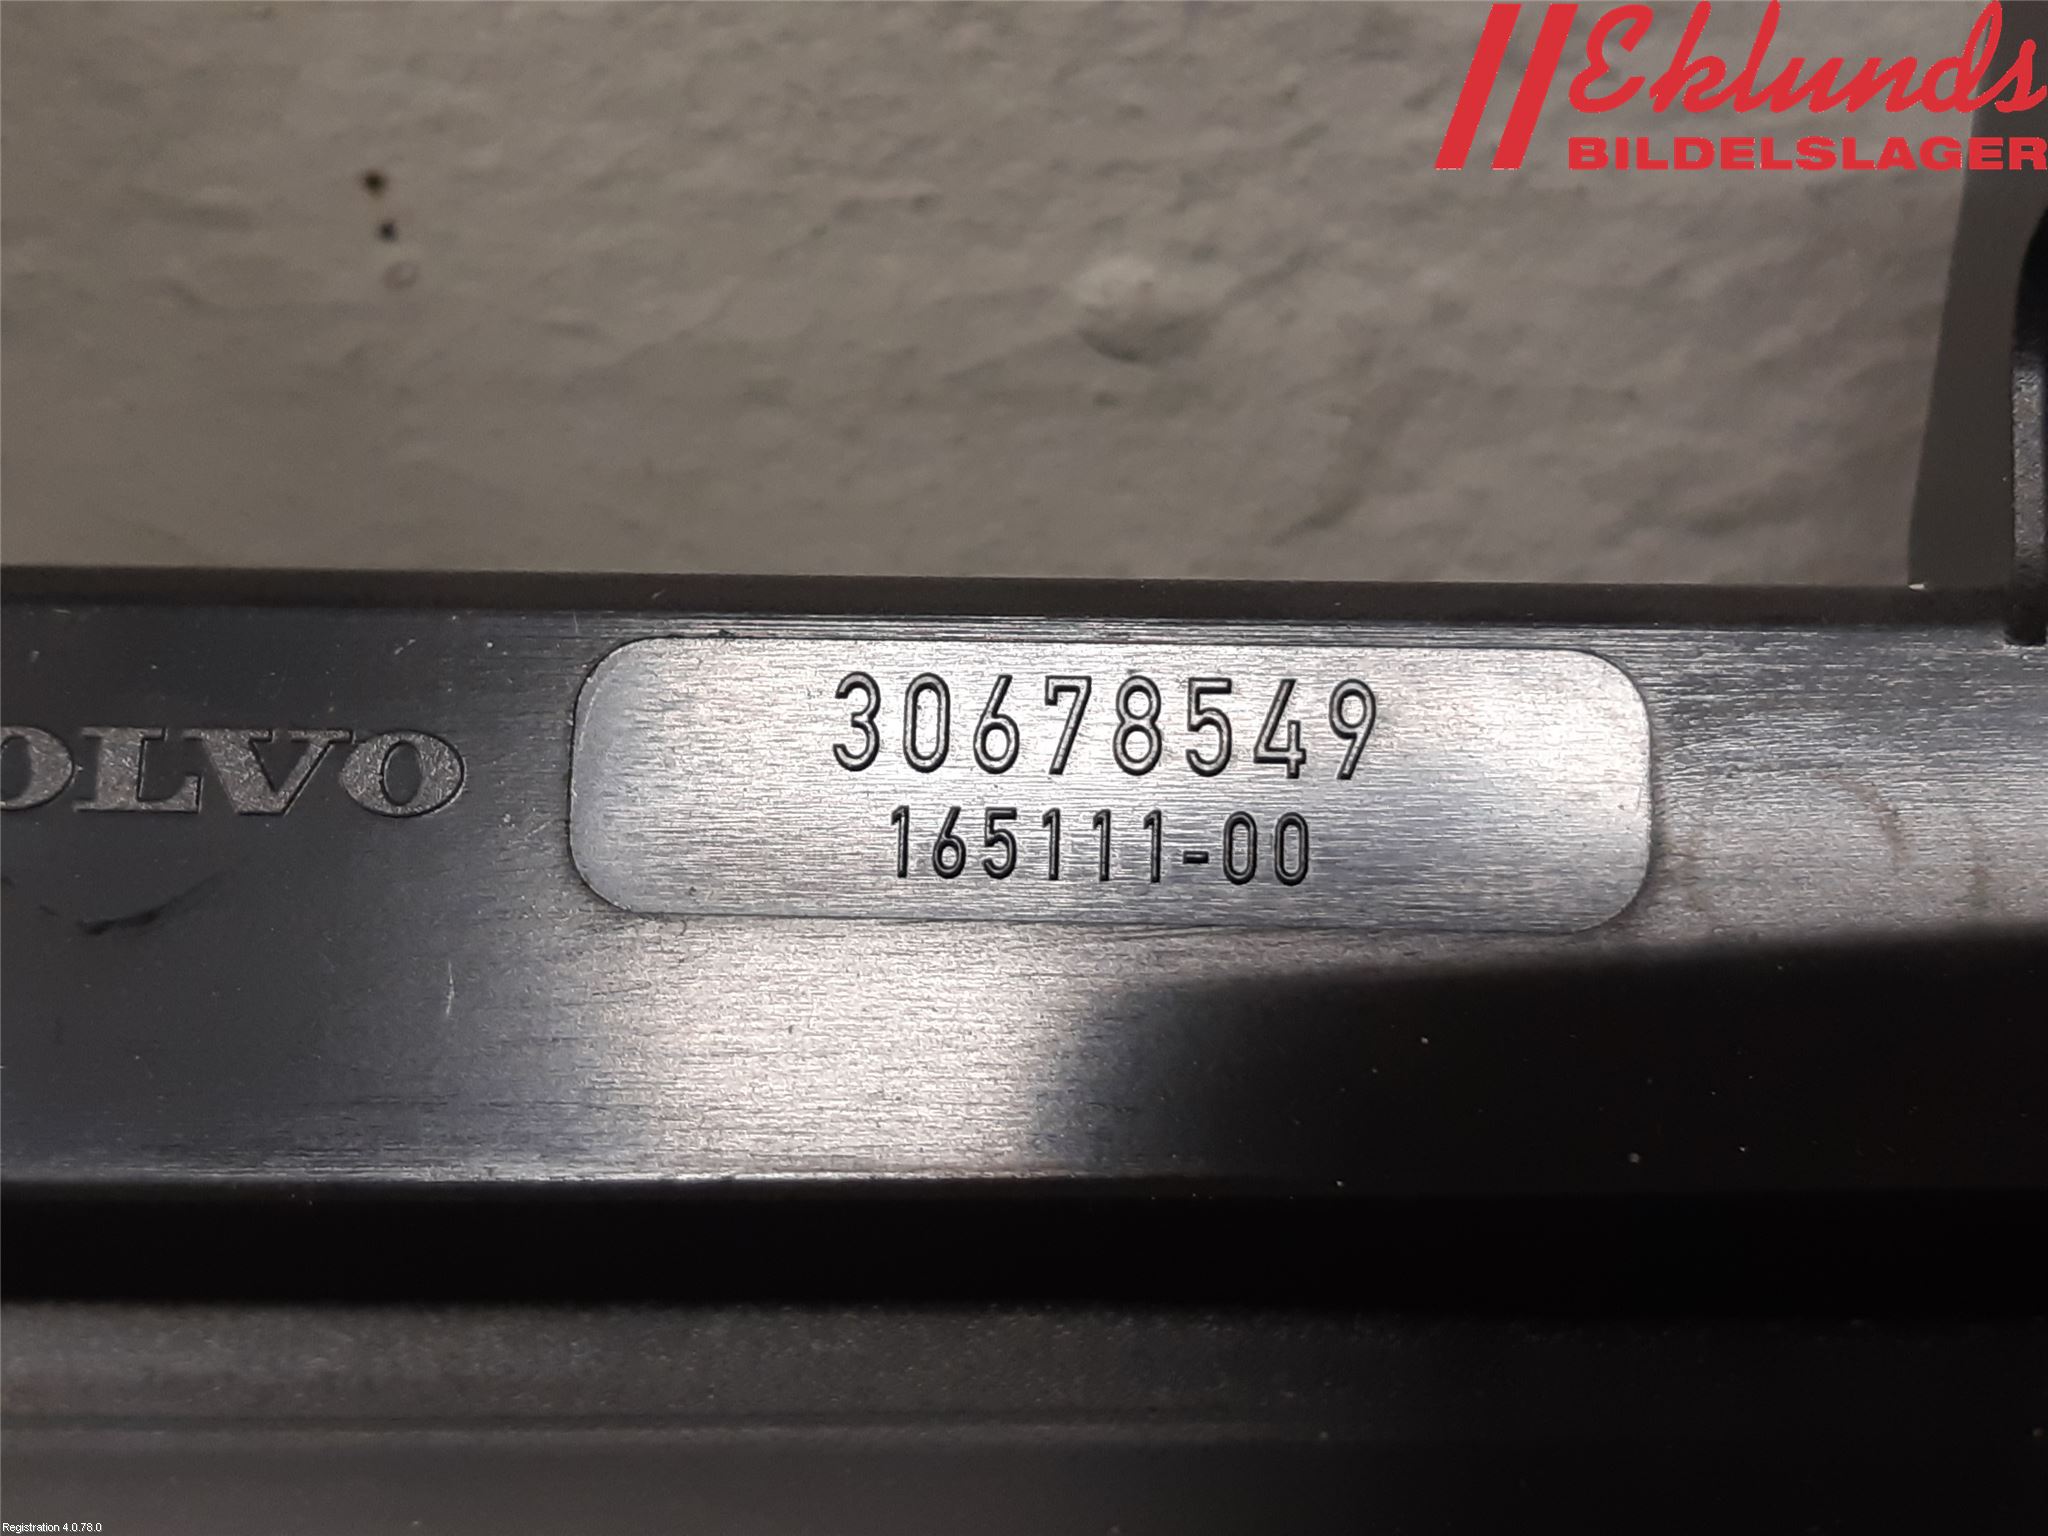 Eklunds
BILDELSLAGER
30678549
OLVO
165111-00
Registration 4.0.78.0